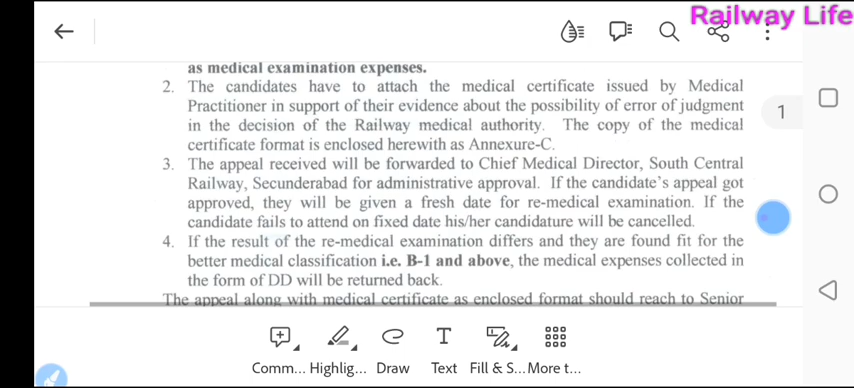 Railway Life
as medical examination expenses.
2. The candidates have to attach the medical certificate issued by Medical
Practitioner in support of their evidence about the possibility of error of judgment
in the decision of the Railway medical authority. The copy of the medical
certificate format is enclosed herewith as Annexure-C.
1
3. The appeal received will be forwarded to Chief Medical Director, South Central
Railway, Secunderabad for administrative approval. If the candidate's appeal got
approved, they will be given a fresh date for re-medical examination. If the
candidate fails to attend on fixed date his/her candidature will be cancelled.
4. If the result of the re-medical examination differs and they are found fit for the
better medical classification i.e. B-1 and above, the medical expenses collected in
the form of DD will be returned back.
The appeal along with medical certificate as enclosed format should reach to Senior
Comm... Highlig... Draw Text Fill & S... More t...